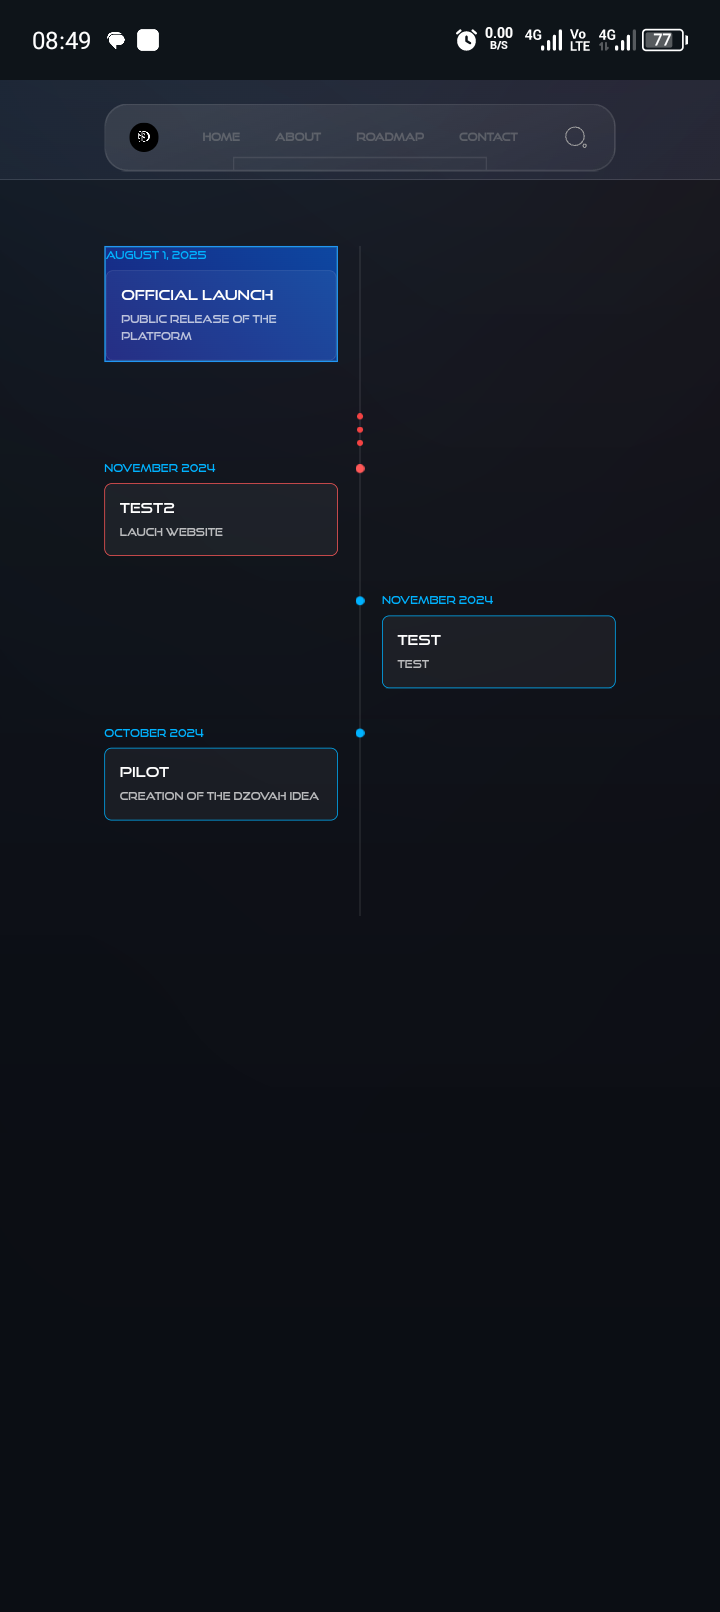 08:49
0.00
B/S
4G
Vo
LTE
4G
77
HOME ABOUT ROADMAP CONTACT
AUGUST 1, 2025
OFFICIAL LAUNCH
PUBLIC RELEASE OF THE
PLATFORM
NOVEMBER 2024
TEST2
LAUCH WEBSITE
NOVEMBER 2024
TEST
TEST
OCTOBER 2024
PILOT
CREATION OF THE DZOVAH IDEA